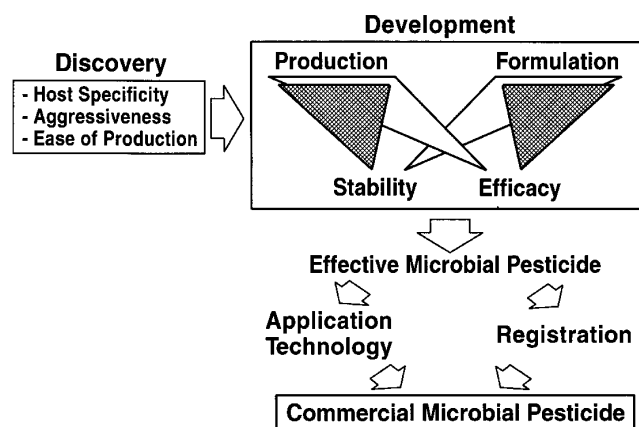 Discovery
- Host Specificity
- Aggressiveness
- Ease of Production
Development
Production
Formulation
Stability
Efficacy
Effective Microbial Pesticide
Application
Technology
Registration
Commercial Microbial Pesticide